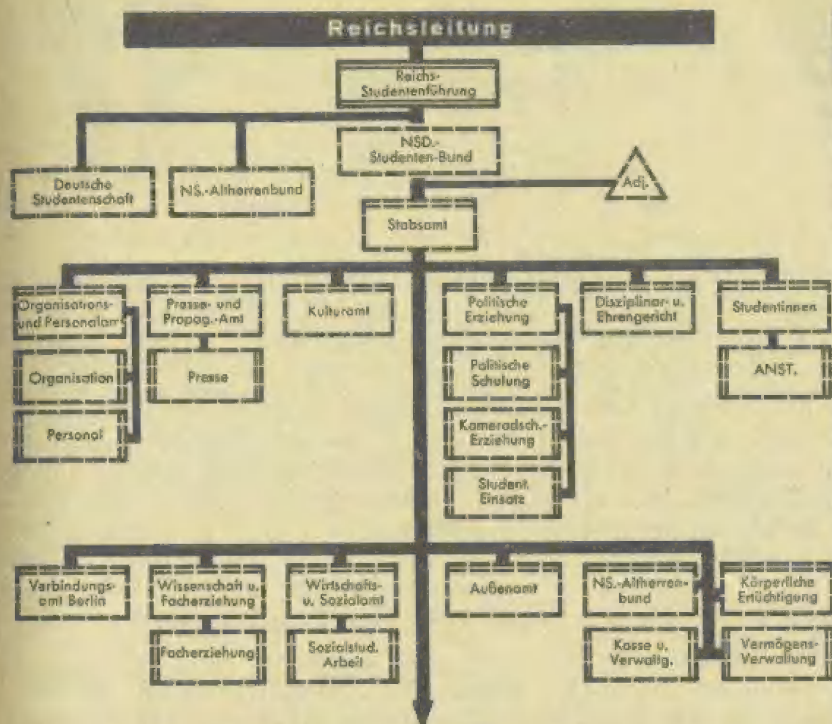 Reichsleitung
Reichs-
Studentenführung
NSD.-
Studenten-Bund
Deutsche
Studentenschaft
NS.-Altherrenbund
Adj.
Stabsamt
Organisations-
und Personalamt
Presse- und
Propag.-Amt
Kulturamt
Politische
Erziehung
Disziplinar- u.
Ehrengericht
Studentinnen
Organisation
Presse
Politische
Schulung
ANST.
Personal
Kameradsch.-
Erziehung
Student.
Einsatz
Verbindungs-
amt Berlin
Wissenschaft u.
Facherziehung
Wirtschafts-
u. Sozialamt
Außenamt
NS.-Altherren-
bund
Körperliche
Ertüchtigung
Facherziehung
Sozialstud.
Arbeit
Kasse u.
Verwaltg.
Vermögens-
Verwaltung